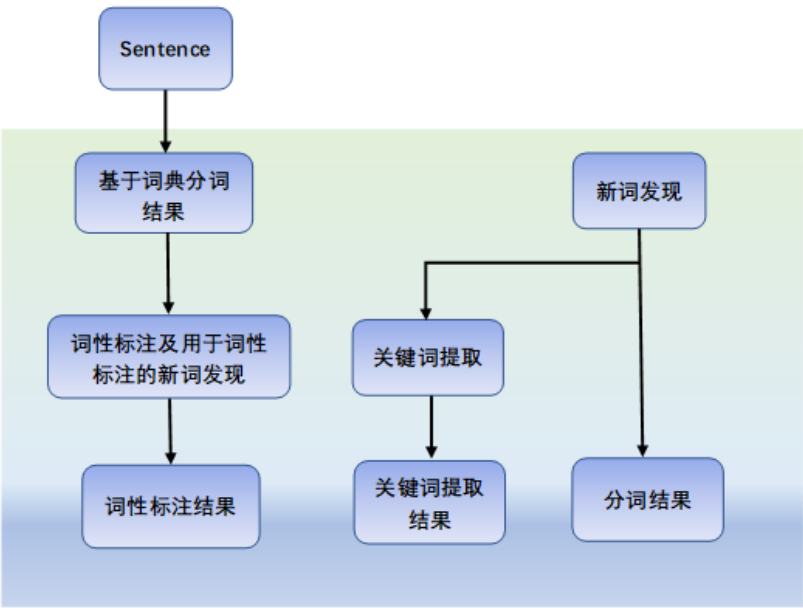 Sentence
基于词典分词
结果
新词发现
词性标注及用于词性
标注的新词发现
关键词提取
词性标注结果
关键词提取
结果
分词结果